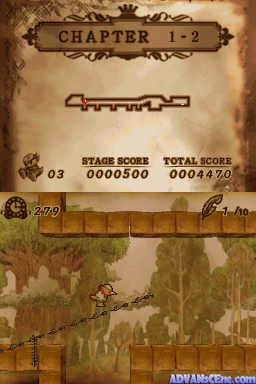 CHAPTER 1-2
STAGE SCORE TOTAL SCORE
03 0000500 0004470
279 1/10
ADVANsCEne.com